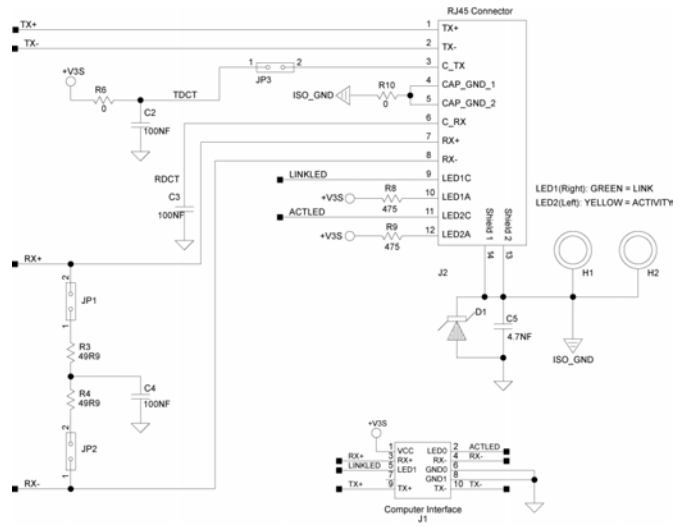 RJ45 Connector
TX+ 1 TX+
TX- 2 TX-
+V3S 1 2 3 C_TX
JP3
R6 TDCT R10 4 CAP_GND_1
0 ISO_GND 0 5 CAP_GND_2
C2 6 C_RX
100NF 7 RX+
8 RX-
RDCT LINKLED 9 LED1C
C3 R8 10 LED1A
100NF +V3S 475
ACTLED 11 LED2C
R9 12 LED2A
+V3S 475
Shield 1 Shield 2
14 13
LED1(Right): GREEN = LINK
LED2(Left): YELLOW = ACTIVITY
J2 H1 H2
RX+
2
JP1
1
D1 C5
4.7NF
ISO_GND
R3
49R9
R4 C4
49R9 100NF
1
JP2
2
RX-
+V3S
1 VCC LED0 2 ACTLED
RX+ 3 RX+ RX- 4 RX-
LINKLED 5 LED1 GND0 6
7 GND1 8
TX+ 9 TX+ TX- 10 TX-
Computer Interface
J1